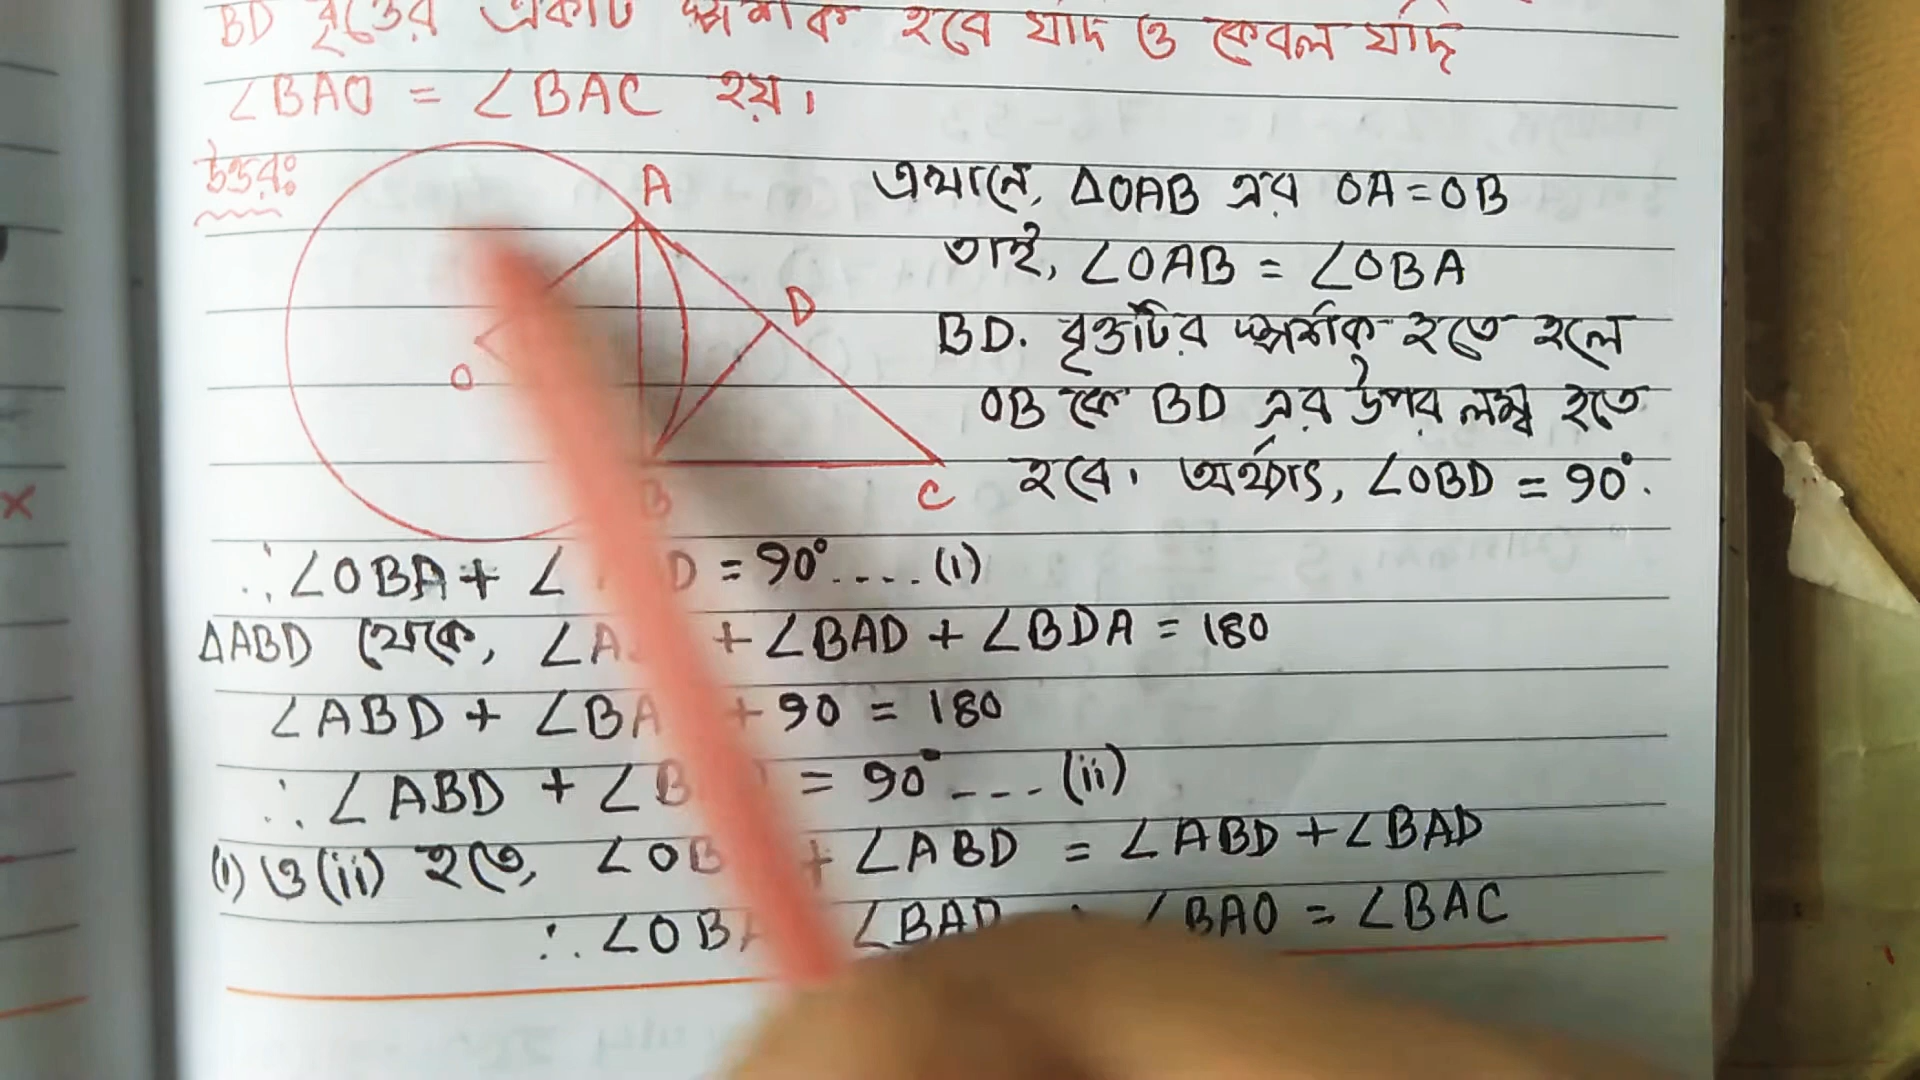 BD বৃত্তের একটি স্পর্শক হবে যদি ও কেবল যদি
∠BAO = ∠BAC হয়।
উত্তরঃ
A
D
O
B
C
এখানে, ΔOAB এর OA = OB
তাই, ∠OAB = ∠OBA
BD. বৃত্তটির স্পর্শক হতে হলে
OB কে BD এর উপর লম্ব হতে
হবে। অর্থাৎ, ∠OBD = 90°.
∴ ∠OBA + ∠ D = 90° .... (i)
ΔABD থেকে, ∠A + ∠BAD + ∠BDA = 180
∠ABD + ∠BA + 90 = 180
∴ ∠ABD + ∠B = 90° --- (ii)
(i) ও (ii) হতে, ∠OB + ∠ABD = ∠ABD + ∠BAD
∴ ∠OBA ∠BAD ∠BAO = ∠BAC